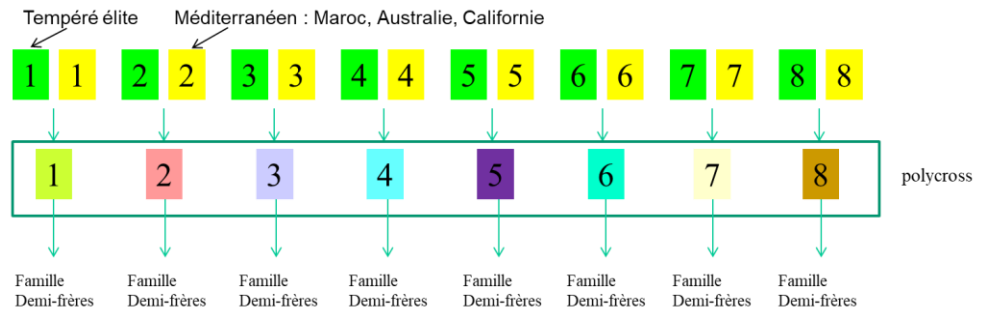 Tempéré élite Méditerranéen : Maroc, Australie, Californie
1 1 2 2 3 3 4 4 5 5 6 6 7 7 8 8
1 2 3 4 5 6 7 8 polycross
Famille Famille Famille Famille Famille Famille Famille Famille
Demi-frères Demi-frères Demi-frères Demi-frères Demi-frères Demi-frères Demi-frères Demi-frères